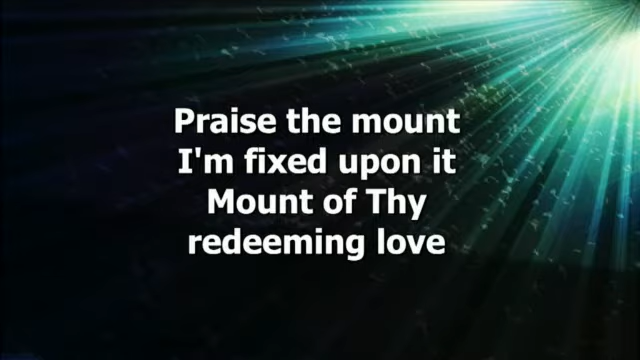 Praise the mount
I'm fixed upon it
Mount of Thy
redeeming love